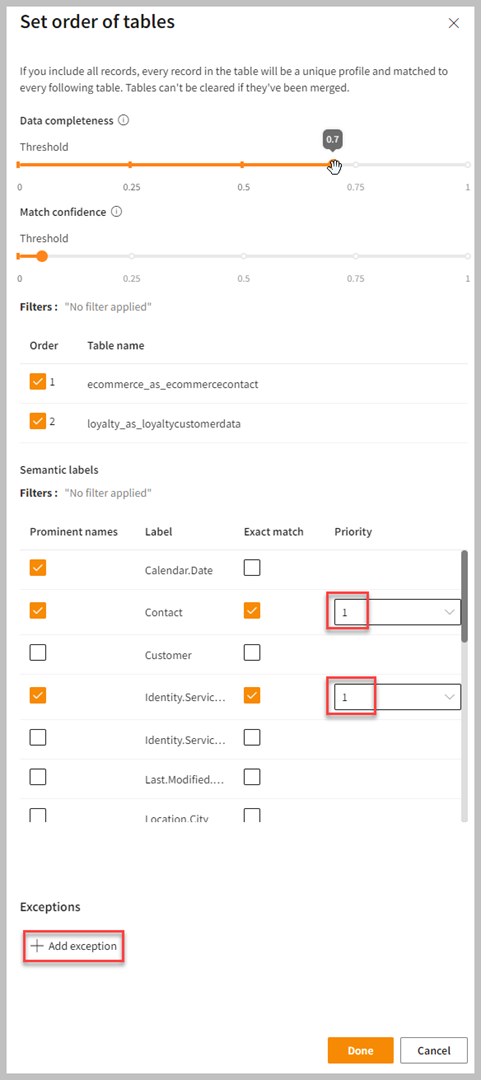 Set order of tables
If you include all records, every record in the table will be a unique profile and matched to
every following table. Tables can't be cleared if they've been merged.
Data completeness
Threshold
0.7
0 0.25 0.5 0.75 1
Match confidence
Threshold
0 0.25 0.5 0.75 1
Filters : "No filter applied"
Order Table name
1 ecommerce_as_ecommercecontact
2 loyalty_as_loyaltycustomerdata
Semantic labels
Filters : "No filter applied"
Prominent names Label Exact match Priority
Calendar.Date
Contact 1
Customer
Identity.Servic... 1
Identity.Servic...
Last.Modified....
Location.City
Exceptions
+ Add exception
Done Cancel